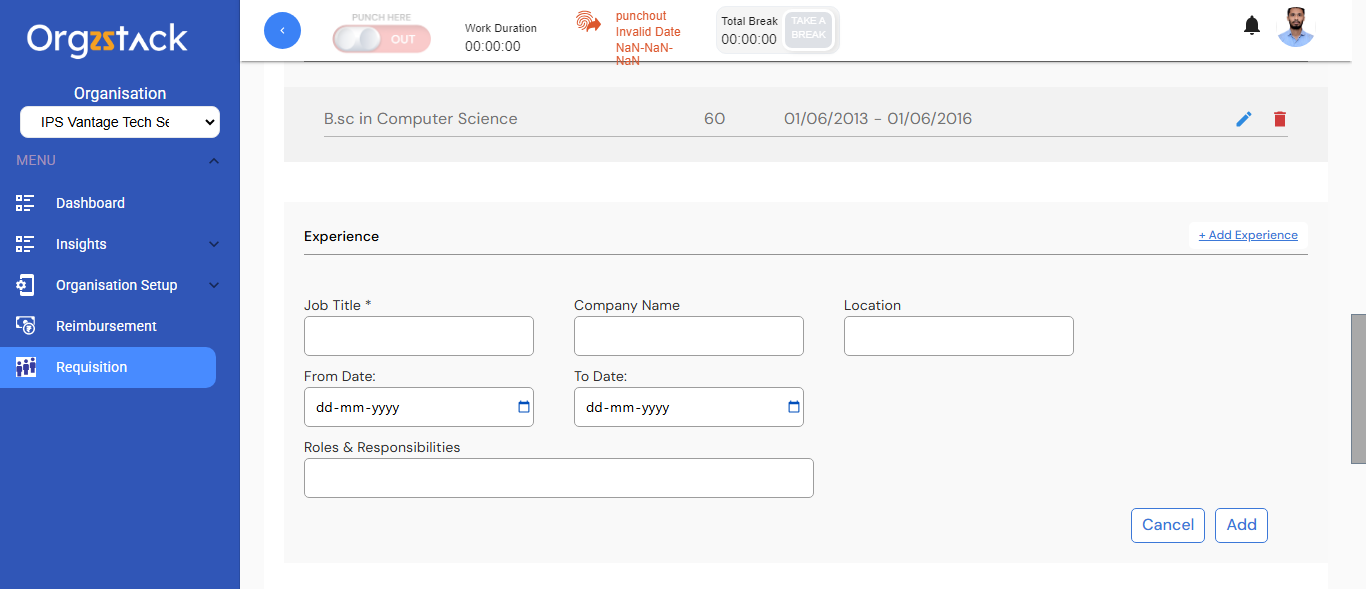 Orgzstack
Organisation
IPS Vantage Tech Se
MENU
Dashboard
Insights
Organisation Setup
Reimbursement
Requisition
PUNCH HERE
OUT
Work Duration
00:00:00
punchout
Invalid Date
NaN-NaN-
NaN
Total Break
00:00:00
TAKE A
BREAK
B.sc in Computer Science 60 01/06/2013 - 01/06/2016
Experience
+ Add Experience
Job Title * Company Name Location
From Date: To Date:
dd-mm-yyyy dd-mm-yyyy
Roles & Responsibilities
Cancel Add